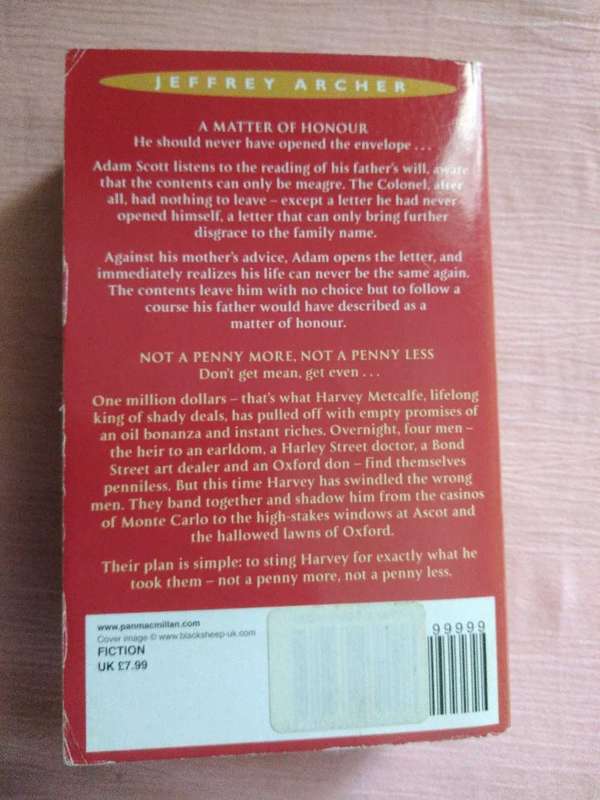 JEFFREY ARCHER
A MATTER OF HONOUR
He should never have opened the envelope . . .
Adam Scott listens to the reading of his father's will, aware
that the contents can only be meagre. The Colonel, after
all, had nothing to leave – except a letter he had never
opened himself, a letter that can only bring further
disgrace to the family name.
Against his mother's advice, Adam opens the letter, and
immediately realizes his life can never be the same again.
The contents leave him with no choice but to follow a
course his father would have described as a
matter of honour.
NOT A PENNY MORE, NOT A PENNY LESS
Don't get mean, get even . . .
One million dollars – that's what Harvey Metcalfe, lifelong
king of shady deals, has pulled off with empty promises of
an oil bonanza and instant riches. Overnight, four men –
the heir to an earldom, a Harley Street doctor, a Bond
Street art dealer and an Oxford don – find themselves
penniless. But this time Harvey has swindled the wrong
men. They band together and shadow him from the casinos
of Monte Carlo to the high-stakes windows at Ascot and
the hallowed lawns of Oxford.
Their plan is simple: to sting Harvey for exactly what he
took them – not a penny more, not a penny less.
www.panmacmillan.com
Cover image © www.blacksheep-uk.com
FICTION
UK £7.99
99999